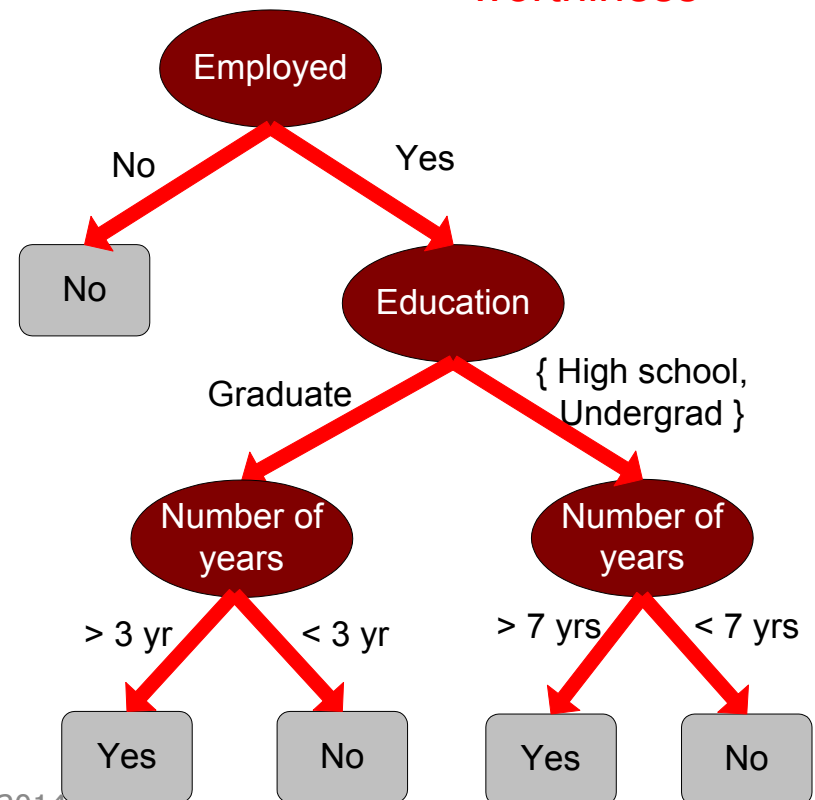 Employed
No
Yes
No
Education
Graduate
{ High school,
Undergrad }
Number of
years
Number of
years
> 3 yr
< 3 yr
> 7 yrs
< 7 yrs
Yes
No
Yes
No